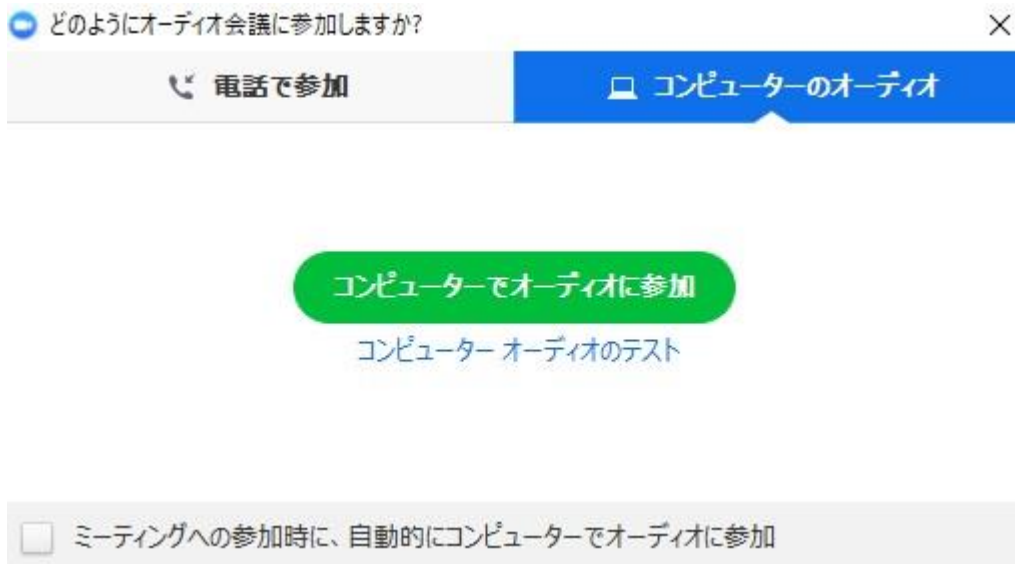 どのようにオーディオ会議に参加しますか?
電話で参加
コンピューターのオーディオ
コンピューターでオーディオに参加
コンピューター オーディオのテスト
ミーティングへの参加時に、自動的にコンピューターでオーディオに参加